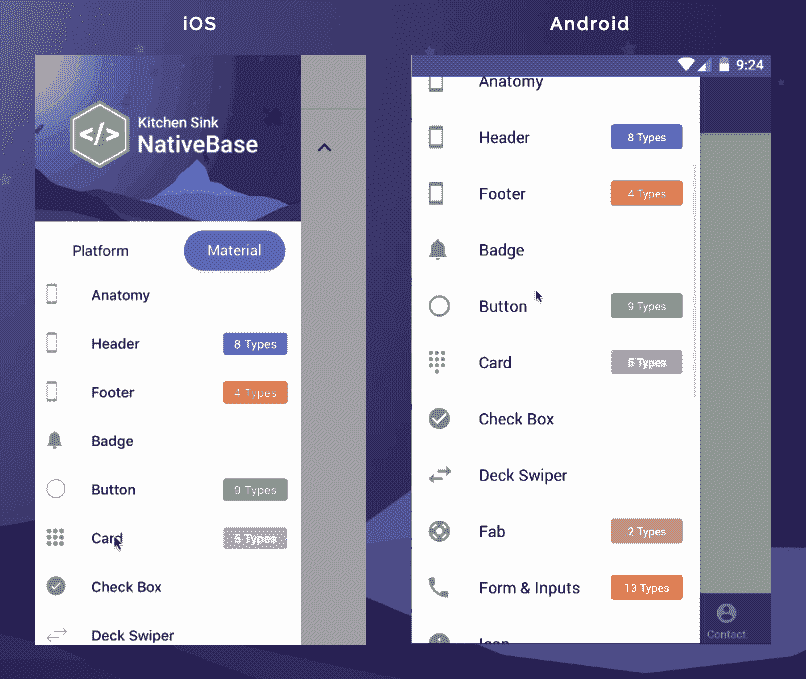 iOS
Kitchen Sink
</>
NativeBase
Platform
Material
Anatomy
Header
8 Types
Footer
4 Types
Badge
Button
9 Types
Card
5 Types
Check Box
Deck Swiper
Android
9:24
Anatomy
Header
8 Types
Footer
4 Types
Badge
Button
9 Types
Card
5 Types
Check Box
Deck Swiper
Fab
2 Types
Form & Inputs
13 Types
Icon
Contact